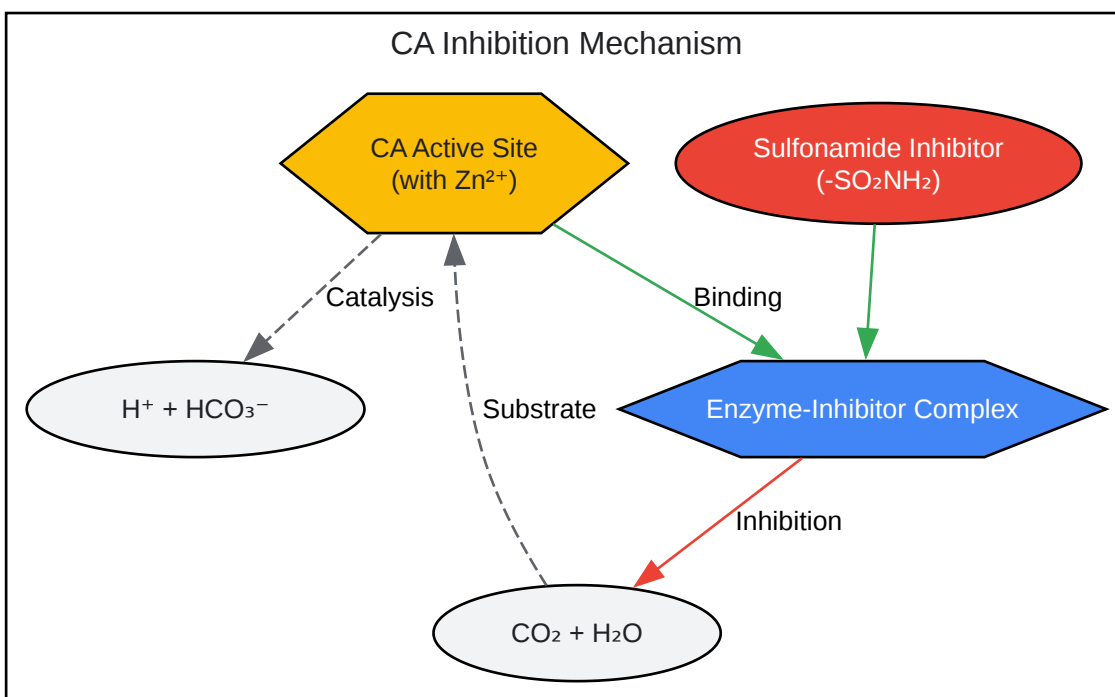 CA Inhibition Mechanism
CA Active Site
(with Zn²⁺)
Sulfonamide Inhibitor
(-SO₂NH₂)
Catalysis
Binding
H⁺ + HCO₃⁻
Substrate
Enzyme-Inhibitor Complex
Inhibition
CO₂ + H₂O